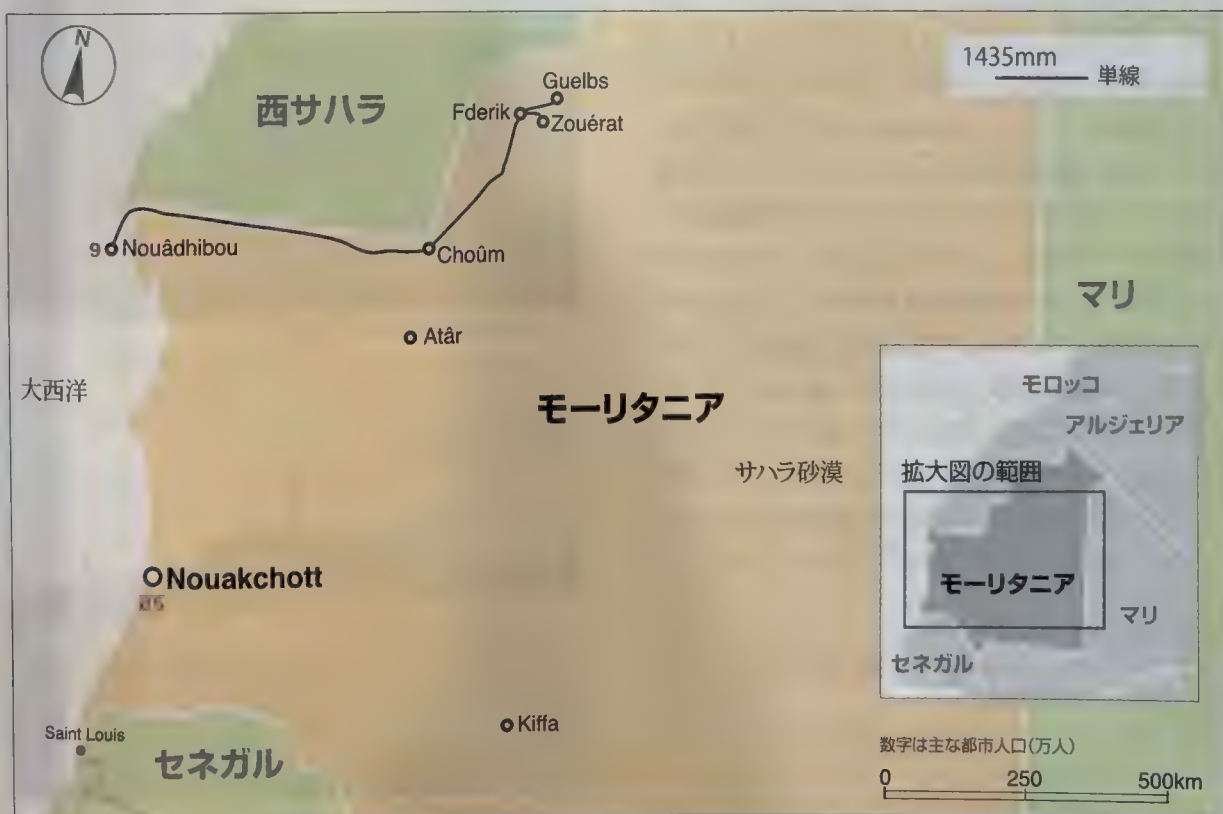 N
1435mm
単線
西サハラ
Guelbs
Fderik
Zouérat
9 Nouâdhibou
Choûm
Atâr
大西洋
モーリタニア
サハラ砂漠
マリ
モロッコ
アルジェリア
拡大図の範囲
モーリタニア
マリ
セネガル
Nouakchott
Saint Louis
セネガル
Kiffa
数字は主な都市人口(万人)
0 250 500km